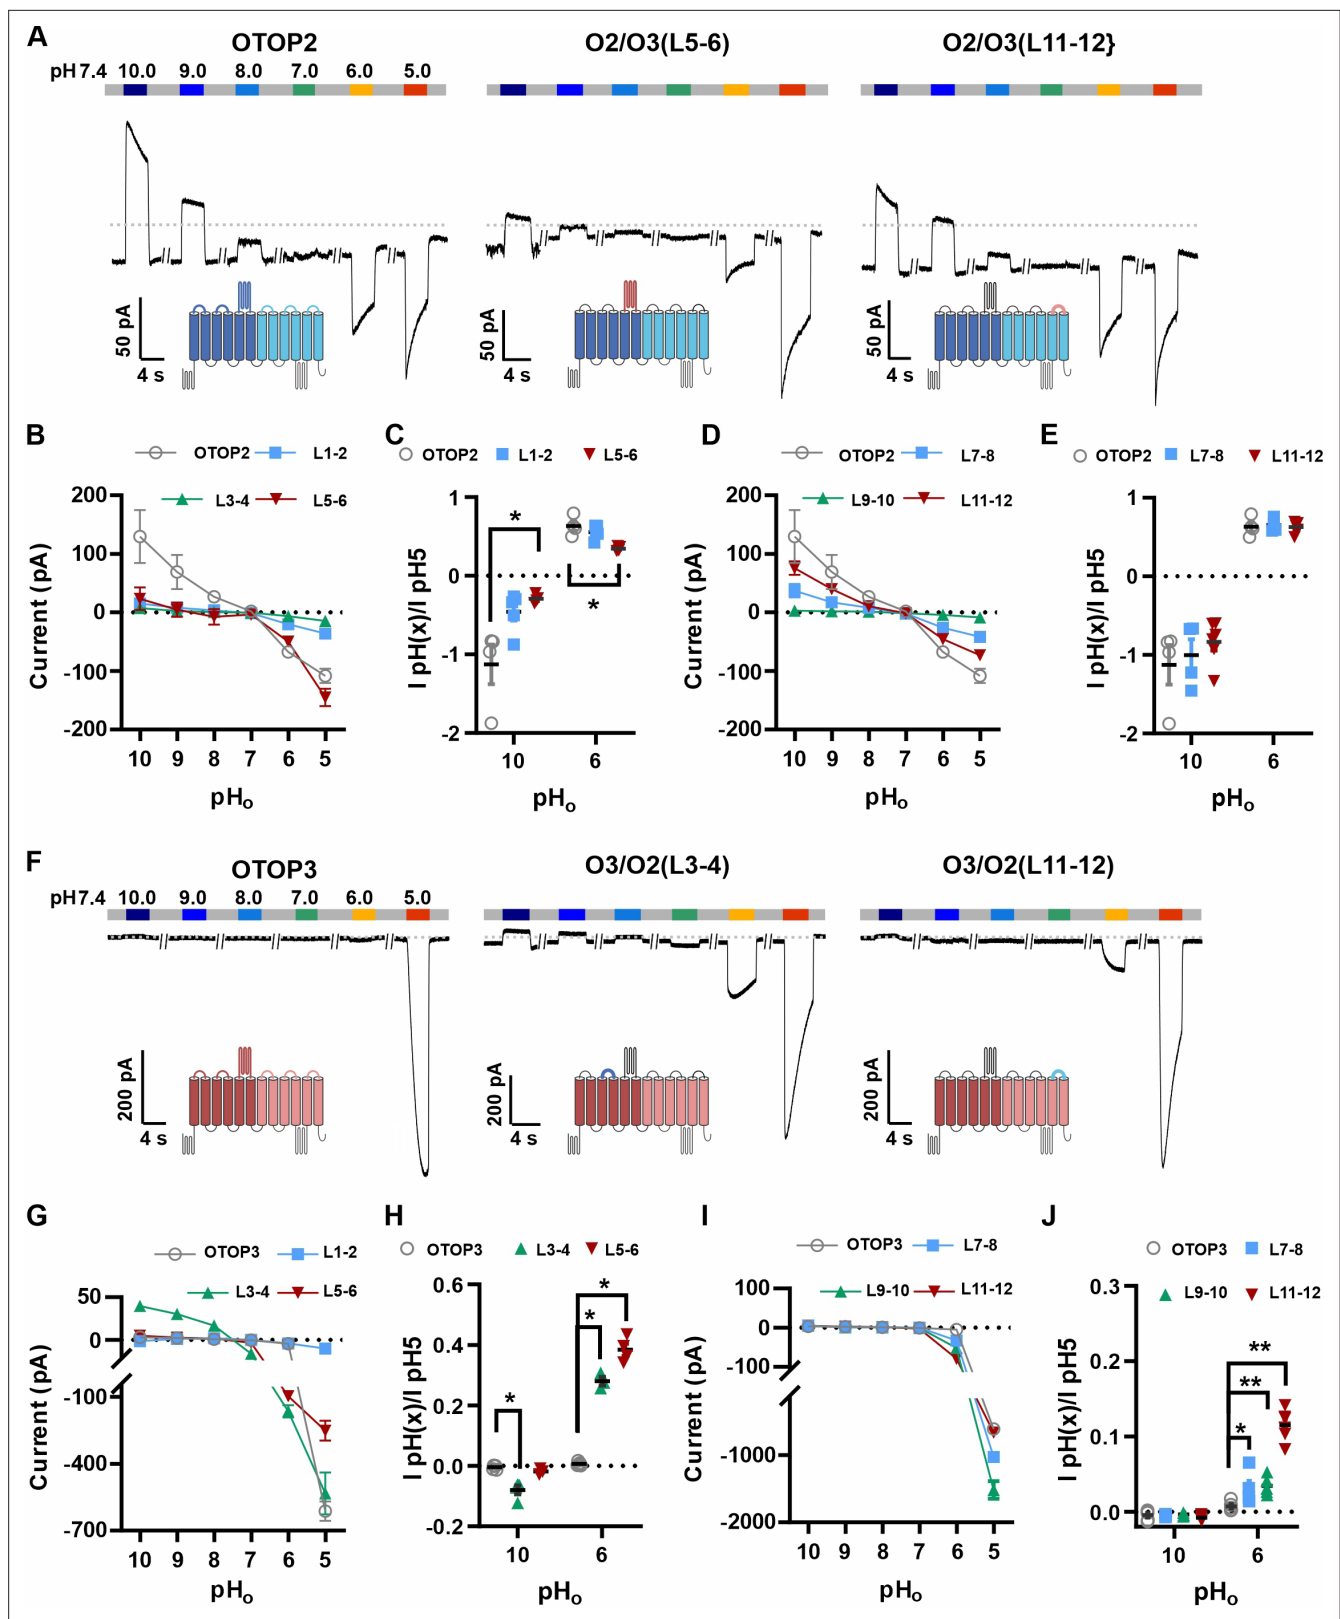 A
OTOP2
O2/O3(L5-6)
O2/O3(L11-12}
pH7.4 10.0 9.0 8.0 7.0 6.0 5.0
50 pA
4 s
50 pA
4 s
50 pA
4 s
B
OTOP2 L1-2
L3-4 L5-6
Current (pA)
200
100
0
-100
-200
10 9 8 7 6 5
pHo
C
OTOP2 L1-2 L5-6
I pH(x)/I pH5
1
0
-1
-2
*
*
10 6
pHo
D
OTOP2 L7-8
L9-10 L11-12
Current (pA)
200
100
0
-100
-200
10 9 8 7 6 5
pHo
E
OTOP2 L7-8 L11-12
I pH(x)/I pH5
1
0
-1
-2
10 6
pHo
F
OTOP3
O3/O2(L3-4)
O3/O2(L11-12)
pH7.4 10.0 9.0 8.0 7.0 6.0 5.0
200 pA
4 s
200 pA
4 s
200 pA
4 s
G
OTOP3 L1-2
L3-4 L5-6
Current (pA)
50
0
-100
-400
-700
10 9 8 7 6 5
pHo
H
OTOP3 L3-4 L5-6
I pH(x)/I pH5
0.6
0.4
0.2
0.0
-0.2
*
*
*
10 6
pHo
I
OTOP3 L7-8
L9-10 L11-12
Current (pA)
100
0
-100
-1000
-2000
10 9 8 7 6 5
pHo
J
OTOP3 L7-8
L9-10 L11-12
I pH(x)/I pH5
0.3
0.2
0.1
0.0
**
**
*
10 6
pHo